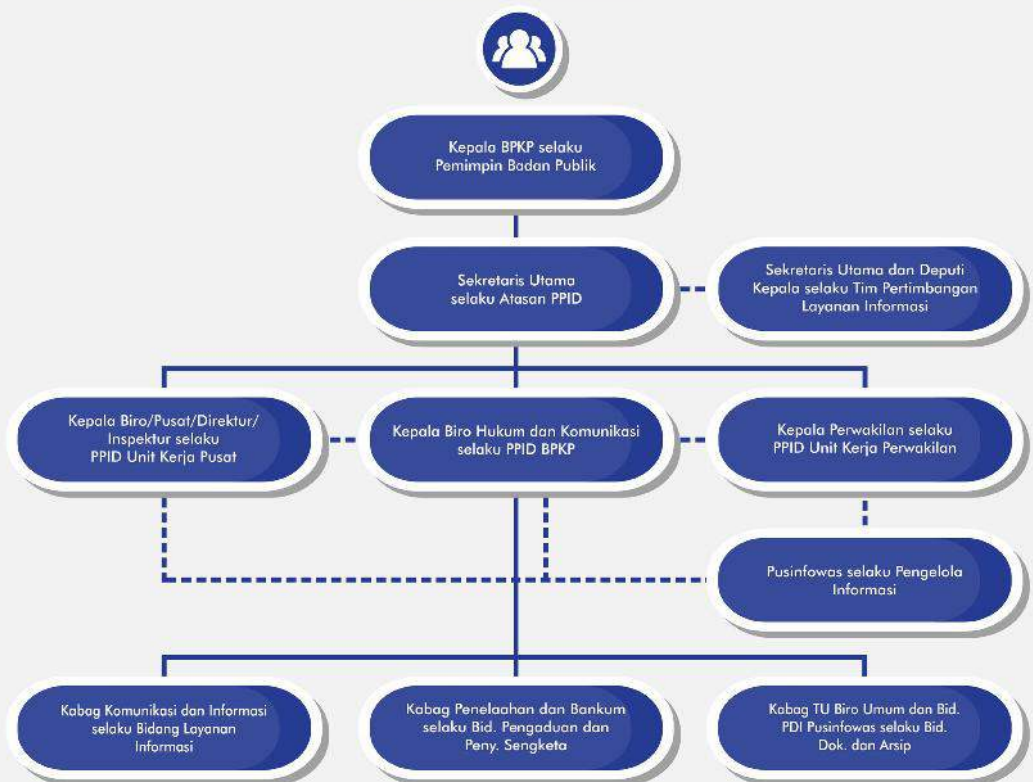 Kepala BPKP selaku
Pemimpin Badan Publik
Sekretaris Utama
selaku Atasan PPID
Sekretaris Utama dan Deputi
Kepala selaku Tim Pertimbangan
Layanan Informasi
Kepala Biro/Pusat/Direktur/
Inspektur selaku
PPID Unit Kerja Pusat
Kepala Biro Hukum dan Komunikasi
selaku PPID BPKP
Kepala Perwakilan selaku
PPID Unit Kerja Perwakilan
Pusinfowas selaku Pengelola
Informasi
Kabag Komunikasi dan Informasi
selaku Bidang Layanan
Informasi
Kabag Penelaahan dan Bankum
selaku Bid. Pengaduan dan
Peny. Sengketa
Kabag TU Biro Umum dan Bid.
PDI Pusinfowas selaku Bid.
Dok. dan Arsip